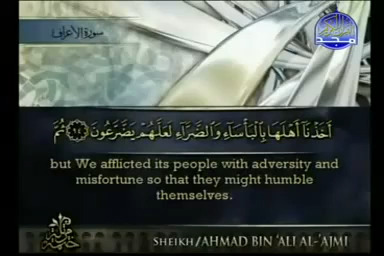 سورة الأعراف
أَخَذْنَا أَهْلَهَا بِالْبَأْسَاءِ وَالضَّرَّاءِ لَعَلَّهُمْ يَضَّرَّعُونَ ﴿٩٤﴾ ثُمَّ
but We afflicted its people with adversity and
misfortune so that they might humble
themselves.
SHEIKH/AHMAD BIN 'ALI AL-'AJMI